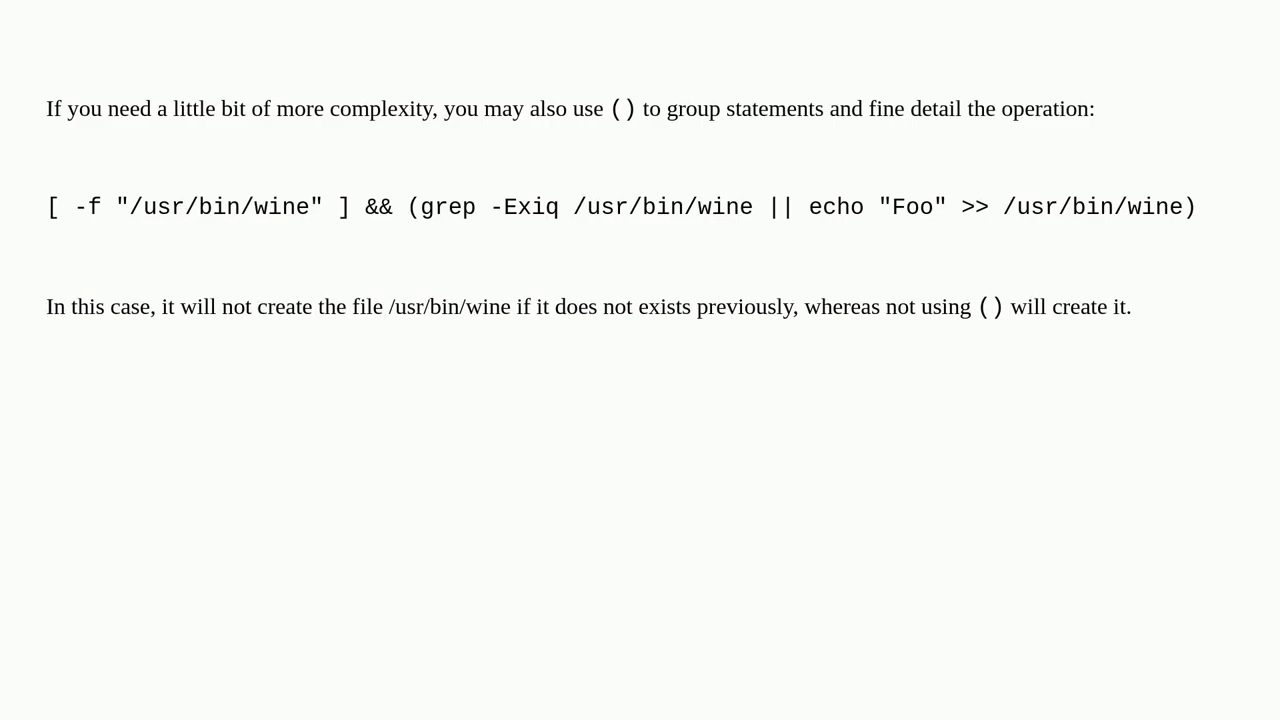 If you need a little bit of more complexity, you may also use () to group statements and fine detail the operation:
[ -f "/usr/bin/wine" ] && (grep -Exiq /usr/bin/wine || echo "Foo" >> /usr/bin/wine)
In this case, it will not create the file /usr/bin/wine if it does not exists previously, whereas not using () will create it.